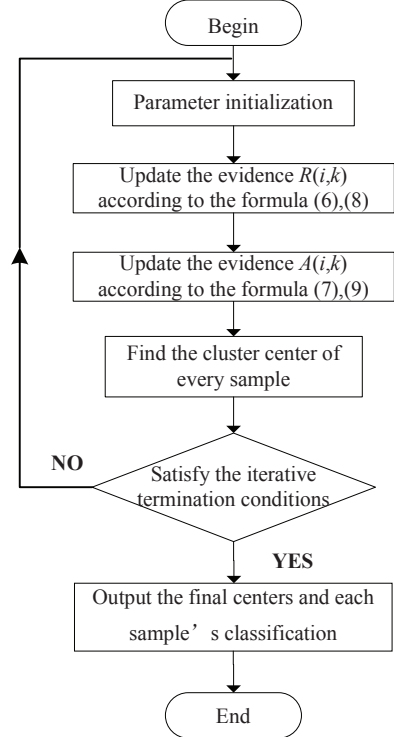 Begin
Parameter initialization
Update the evidence R(i,k)
according to the formula (6),(8)
Update the evidence A(i,k)
according to the formula (7),(9)
Find the cluster center of
every sample
NO
Satisfy the iterative
termination conditions
YES
Output the final centers and each
sample’s classification
End